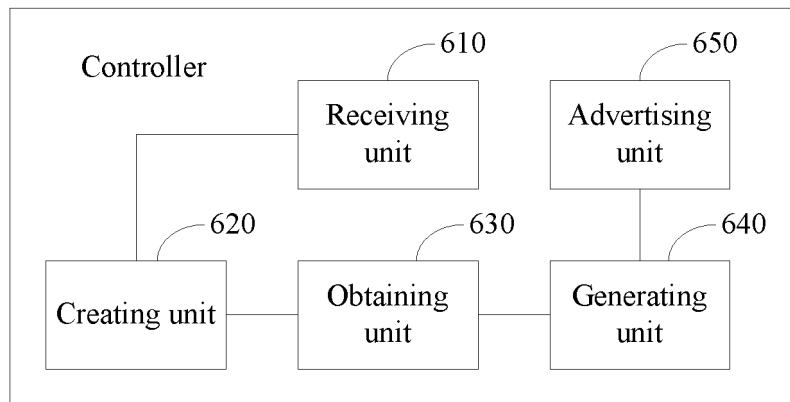 610
650
Controller
Receiving
unit
Advertising
unit
620
630
640
Creating unit
Obtaining
unit
Generating
unit